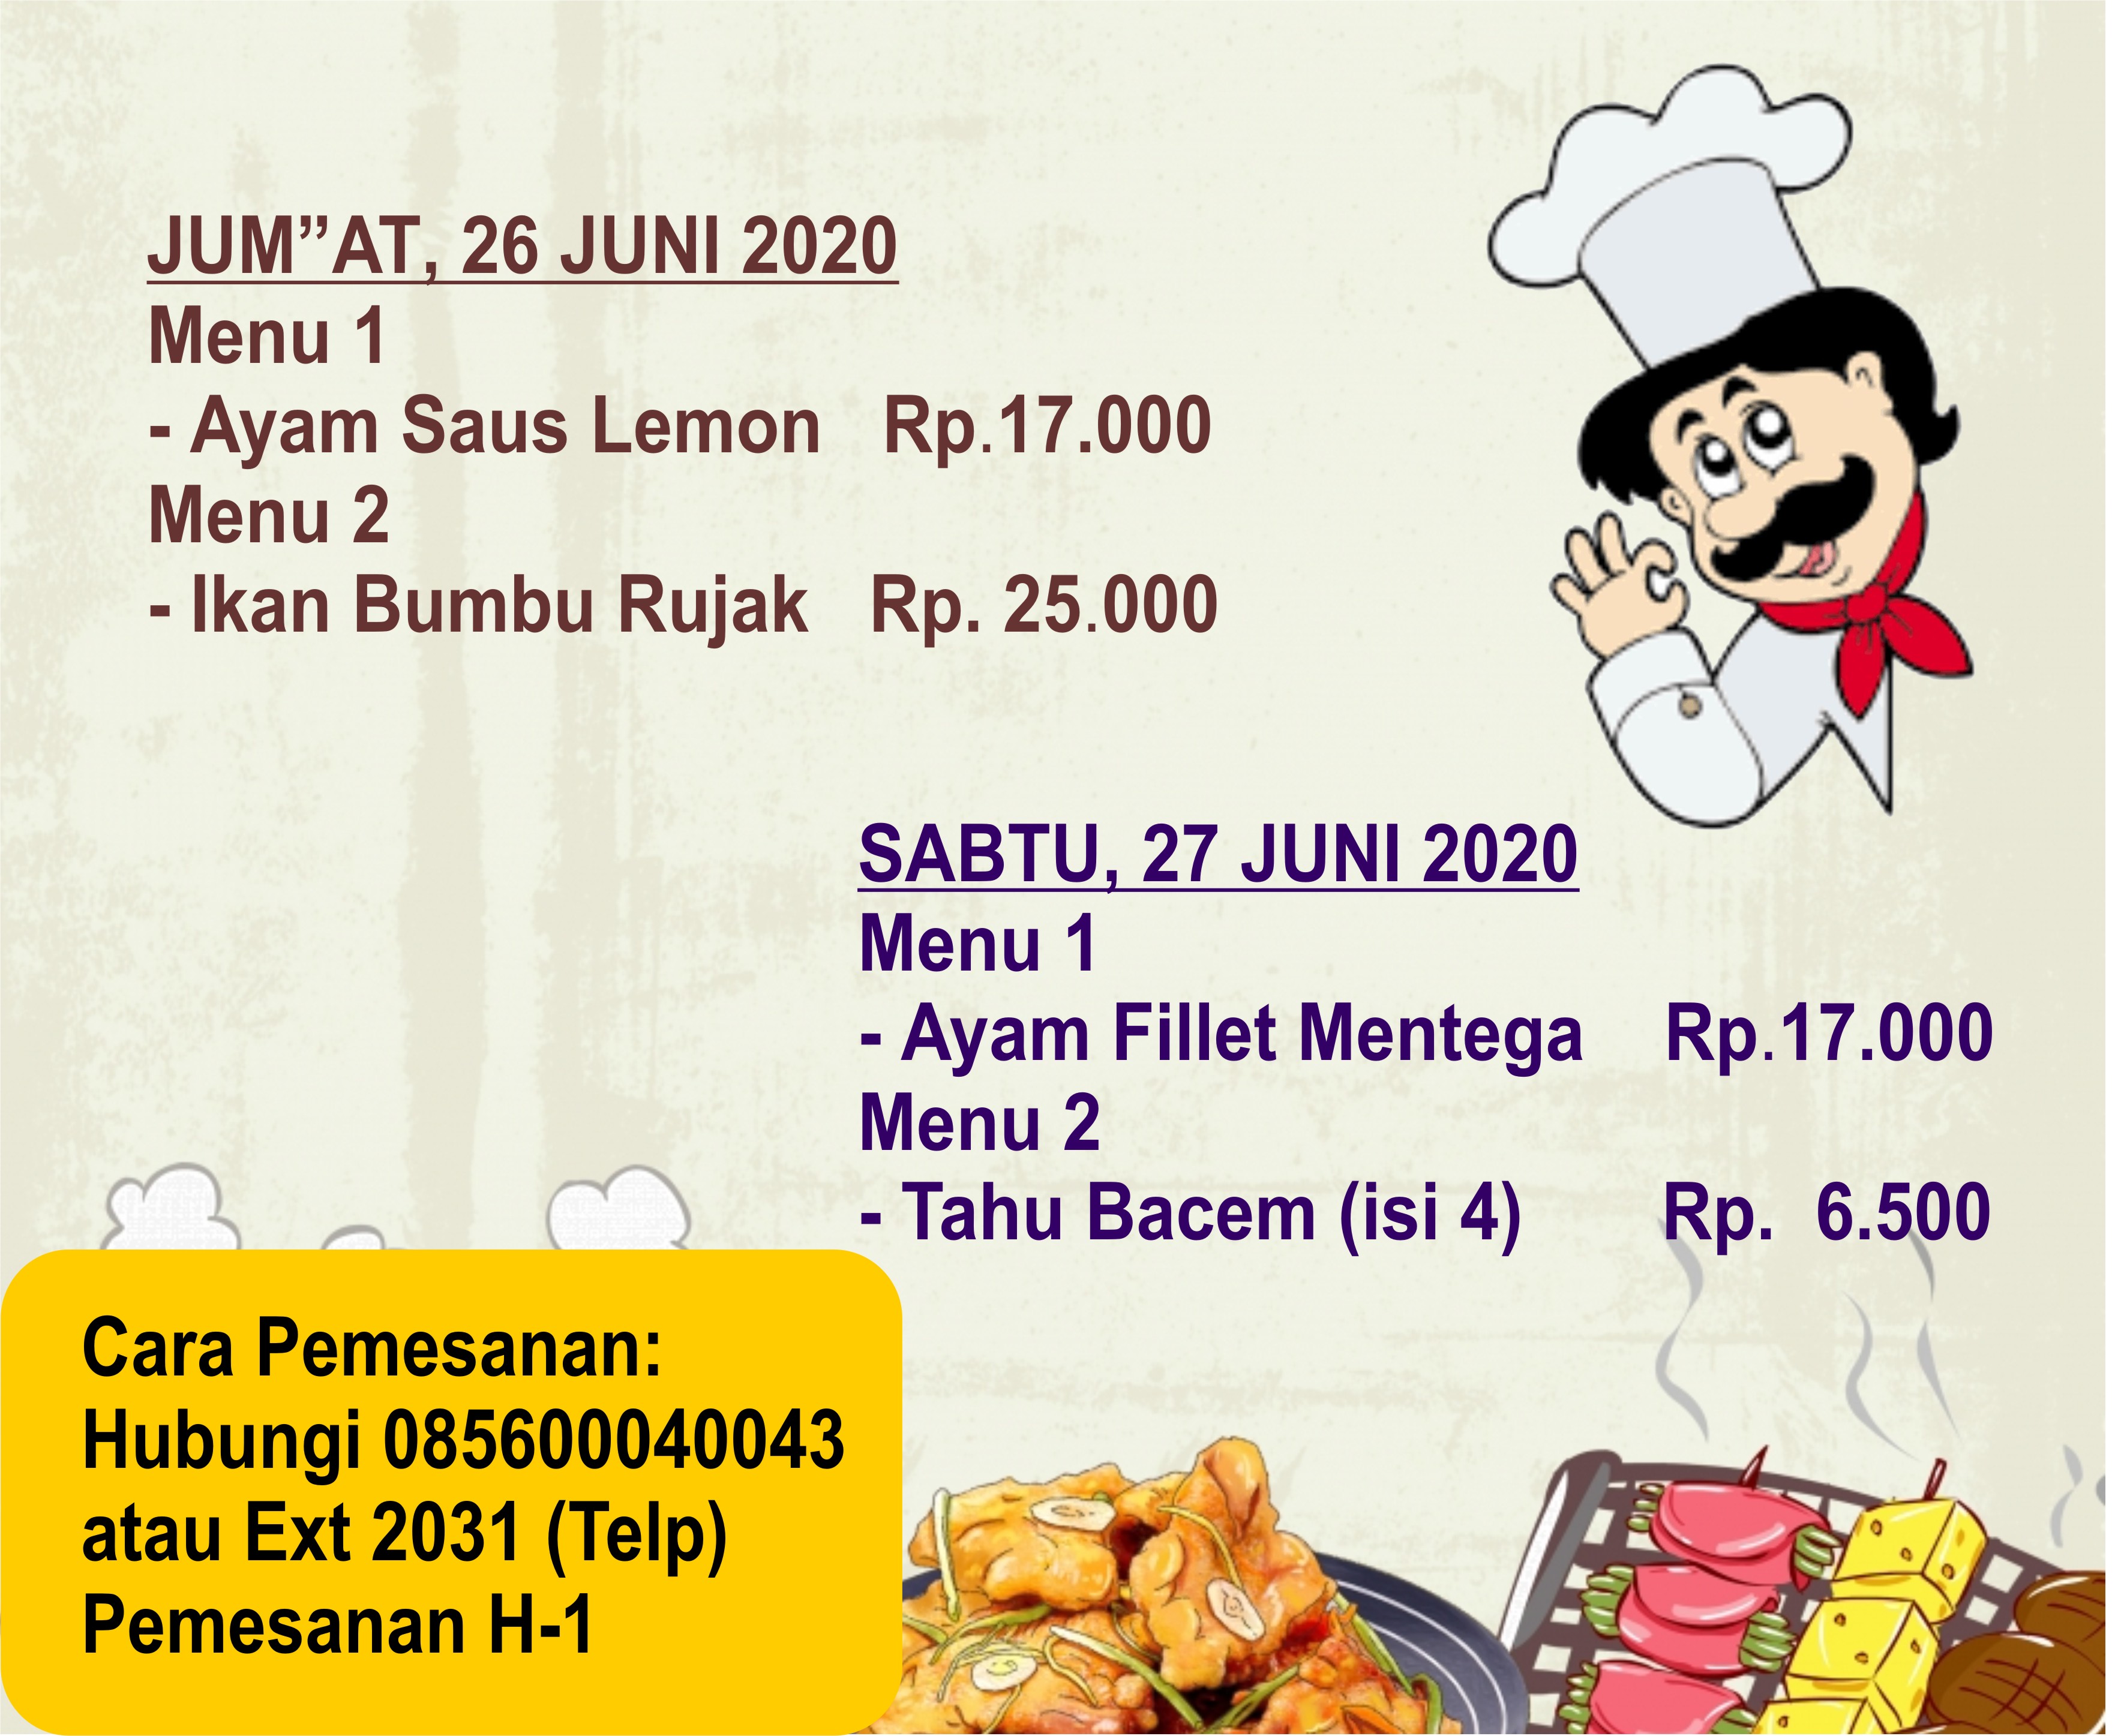 JUM”AT, 26 JUNI 2020
Menu 1
- Ayam Saus Lemon Rp.17.000
Menu 2
- Ikan Bumbu Rujak Rp. 25.000
SABTU, 27 JUNI 2020
Menu 1
- Ayam Fillet Mentega Rp.17.000
Menu 2
- Tahu Bacem (isi 4) Rp. 6.500
Cara Pemesanan:
Hubungi 085600040043
atau Ext 2031 (Telp)
Pemesanan H-1